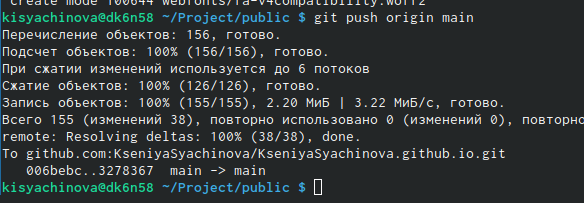 create mode 100644 webfonts/fa-v4compatibility.woff2
kisyachinova@dk6n58 ~/Project/public $ git push origin main
Перечисление объектов: 156, готово.
Подсчет объектов: 100% (156/156), готово.
При сжатии изменений используется до 6 потоков
Сжатие объектов: 100% (126/126), готово.
Запись объектов: 100% (155/155), 2.20 МиБ | 3.22 МиБ/с, готово.
Всего 155 (изменений 38), повторно использовано 0 (изменений 0), повторно
remote: Resolving deltas: 100% (38/38), done.
To github.com:KseniyaSyachinova/KseniyaSyachinova.github.io.git
006bebc..3278367 main -> main
kisyachinova@dk6n58 ~/Project/public $